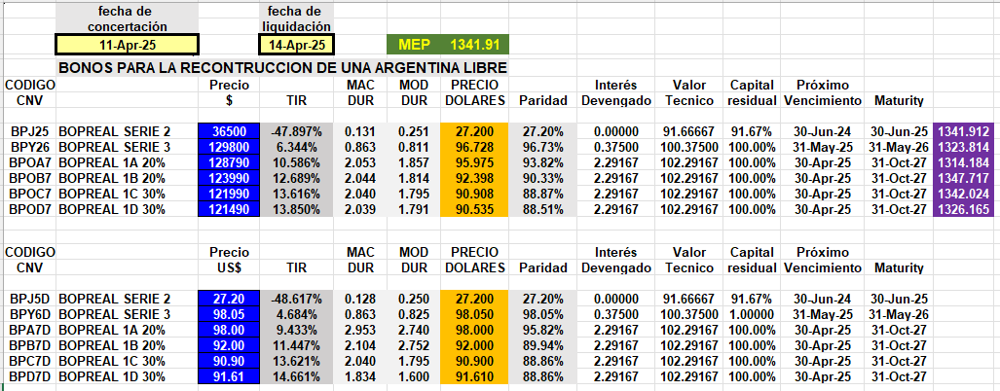 fecha de fecha de
concertación liquidación
11-Apr-25 14-Apr-25 MEP 1341.91
BONOS PARA LA RECONTRUCCION DE UNA ARGENTINA LIBRE
CODIGO Precio MAC MOD PRECIO Interés Valor Capital Próximo
CNV $ TIR DUR DUR DOLARES Paridad Devengado Tecnico residual Vencimiento Maturity
BPJ25 BOPREAL SERIE 2 36500 -47.897% 0.131 0.251 27.200 27.20% 0.00000 91.66667 91.67% 30-Jun-24 30-Jun-25 1341.912
BPY26 BOPREAL SERIE 3 129800 6.344% 0.863 0.811 96.728 96.73% 0.37500 100.37500 100.00% 31-May-25 31-May-26 1323.814
BPOA7 BOPREAL 1A 20% 128790 10.586% 2.053 1.857 95.975 93.82% 2.29167 102.29167 100.00% 30-Apr-25 31-Oct-27 1314.184
BPOB7 BOPREAL 1B 20% 123990 12.689% 2.044 1.814 92.398 90.33% 2.29167 102.29167 100.00% 30-Apr-25 31-Oct-27 1347.717
BPOC7 BOPREAL 1C 30% 121990 13.616% 2.040 1.795 90.908 88.87% 2.29167 102.29167 100.00% 30-Apr-25 31-Oct-27 1342.024
BPOD7 BOPREAL 1D 30% 121490 13.850% 2.039 1.791 90.535 88.51% 2.29167 102.29167 100.00% 30-Apr-25 31-Oct-27 1326.165
CODIGO Precio MAC MOD PRECIO Interés Valor Capital Próximo
CNV US$ TIR DUR DUR DOLARES Paridad Devengado Tecnico residual Vencimiento Maturity
BPJ5D BOPREAL SERIE 2 27.20 -48.617% 0.128 0.250 27.200 27.20% 0.00000 91.66667 91.67% 30-Jun-24 30-Jun-25
BPY6D BOPREAL SERIE 3 98.05 4.684% 0.863 0.825 98.050 98.05% 0.37500 100.37500 1.00000 31-May-25 31-May-26
BPA7D BOPREAL 1A 20% 98.00 9.433% 2.953 2.740 98.000 95.82% 2.29167 102.29167 100.00% 30-Apr-25 31-Oct-27
BPB7D BOPREAL 1B 20% 92.00 11.447% 2.104 2.752 92.000 89.94% 2.29167 102.29167 100.00% 30-Apr-25 31-Oct-27
BPC7D BOPREAL 1C 30% 90.90 13.621% 2.040 1.795 90.900 88.86% 2.29167 102.29167 100.00% 30-Apr-25 31-Oct-27
BPD7D BOPREAL 1D 30% 91.61 14.661% 1.834 1.600 91.610 88.86% 2.29167 102.29167 100.00% 30-Apr-25 31-Oct-27